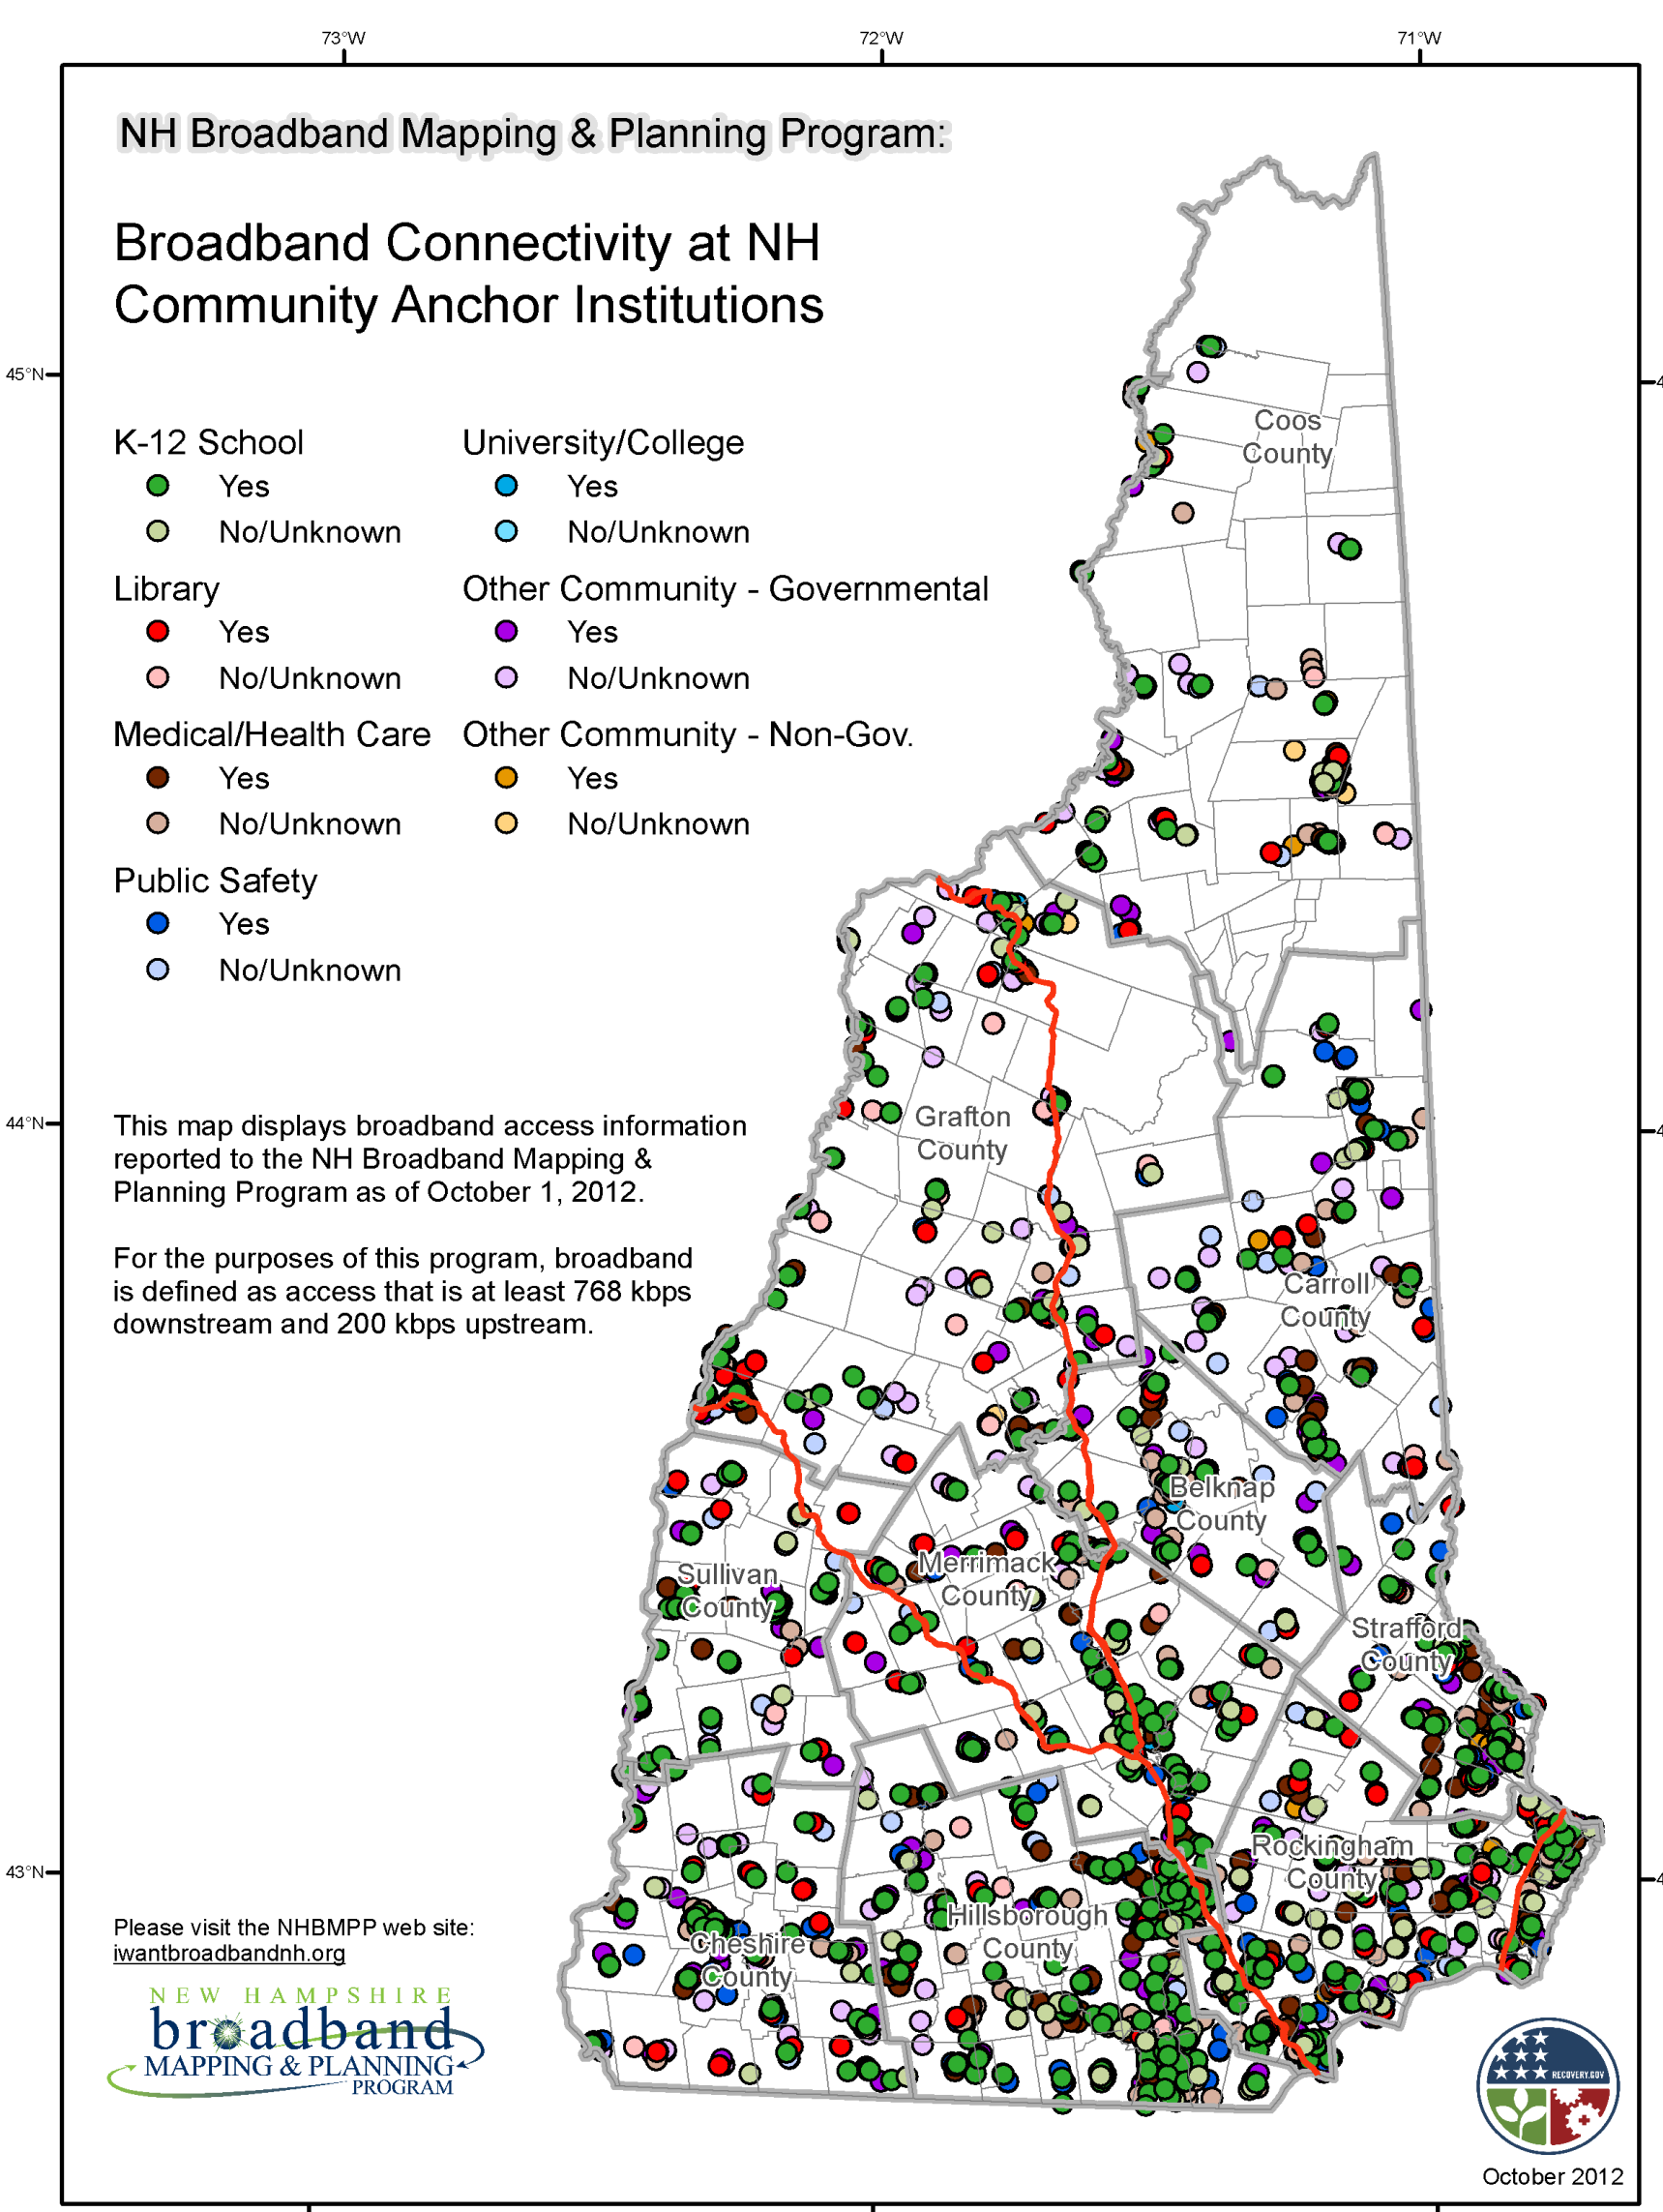 73°W
72°W
71°W
NH Broadband Mapping & Planning Program:
Broadband Connectivity at NH
Community Anchor Institutions
45°N
4
K-12 School
Yes
No/Unknown
Library
Yes
No/Unknown
Medical/Health Care
Yes
No/Unknown
Public Safety
Yes
No/Unknown
University/College
Yes
No/Unknown
Other Community - Governmental
Yes
No/Unknown
Other Community - Non-Gov.
Yes
No/Unknown
Coos
County
44°N
4
This map displays broadband access information
reported to the NH Broadband Mapping &
Planning Program as of October 1, 2012.
For the purposes of this program, broadband
is defined as access that is at least 768 kbps
downstream and 200 kbps upstream.
Grafton
County
Carroll
County
Belknap
County
Merrimack
County
Sullivan
County
Strafford
County
43°N
4
Rockingham
County
Hillsborough
County
Cheshire
County
Please visit the NHBMPP web site:
iwantbroadbandnh.org
NEW HAMPSHIRE
broadband
MAPPING & PLANNING
PROGRAM
RECOVERY.GOV
October 2012